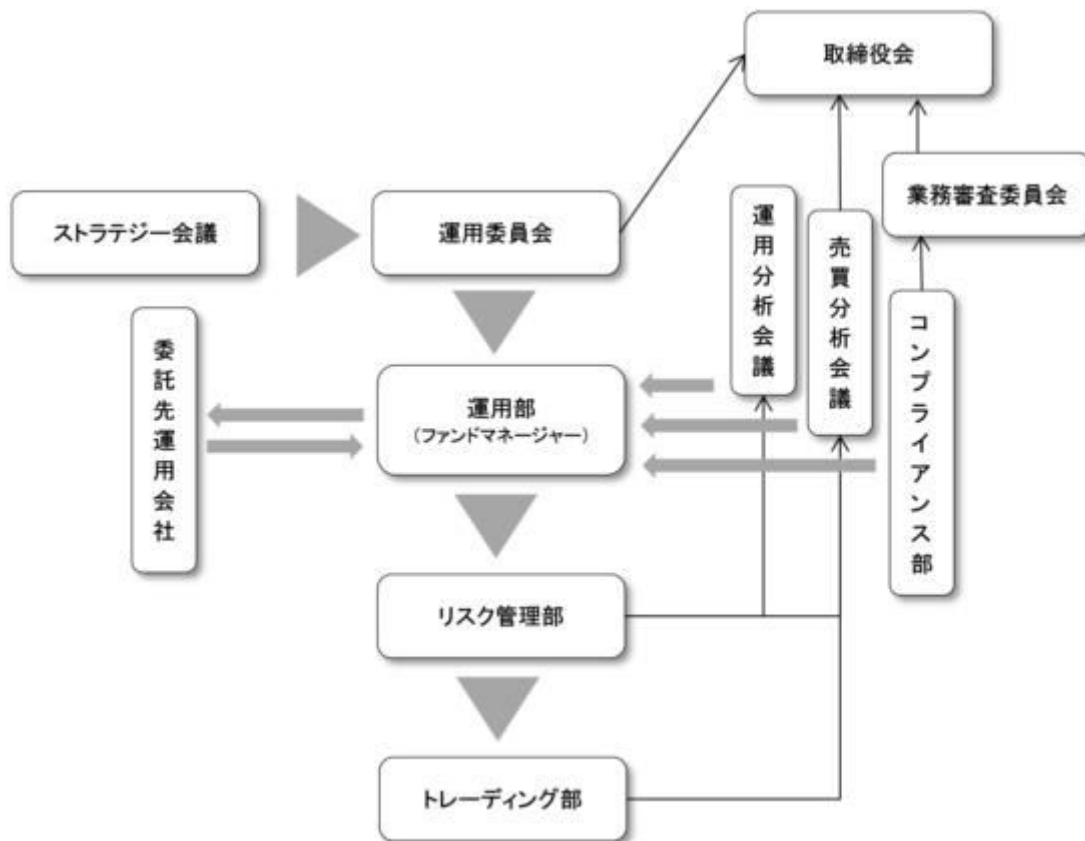 取締役会
業務審査委員会
ストラテジー会議
運用委員会
運用分析会議
売買分析会議
コンプライアンス部
委託先運用会社
運用部
(ファンドマネージャー)
リスク管理部
トレーディング部